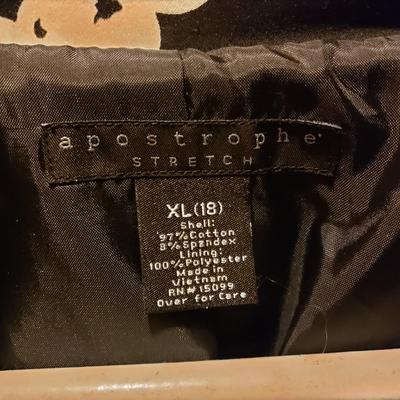 apostrophe
STRETCH
XL(18)
Shell:
97%Cotton
3%Spandex
Lining:
100%Polyester
Made in
Vietnam
RN#15099
Over for Care